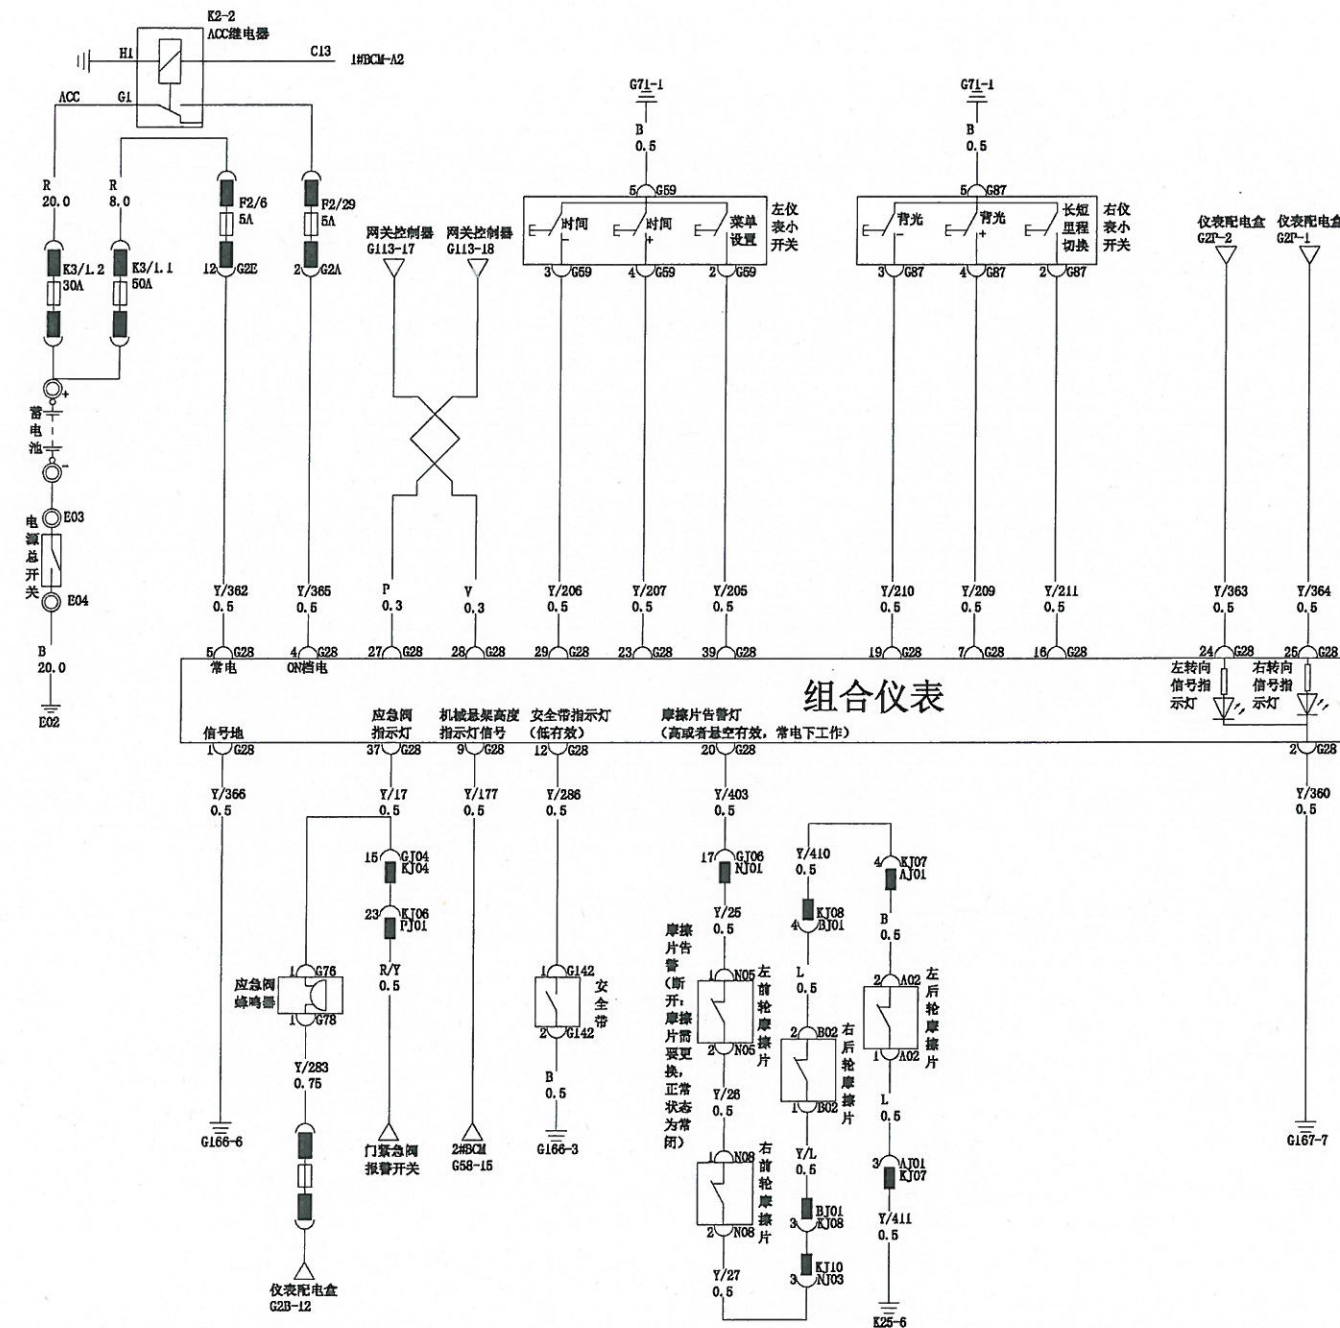 K2-2
ACC继电器
H1
C13
1#BCM-A2
ACC
G1
R
20.0
R
8.0
F2/6
5A
F2/29
5A
K3/1.2
30A
K3/1.1
50A
12 G2E
2 G2A
网关控制器
G113-17
网关控制器
G113-18
G71-1
B
0.5
5 G59
时间
-
时间
+
菜单
设置
左仪
表小
开关
3 G59
4 G59
2 G59
G71-1
B
0.5
5 G87
背光
-
背光
+
长短
里程
切换
右仪
表小
开关
3 G87
4 G87
2 G87
仪表配电盒
G2P-2
仪表配电盒
G2P-1
+
蓄电池
-
E03
电源总开关
E04
B
20.0
E02
Y/362
0.5
Y/365
0.5
P
0.3
V
0.3
Y/206
0.5
Y/207
0.5
Y/205
0.5
Y/210
0.5
Y/209
0.5
Y/211
0.5
Y/363
0.5
Y/364
0.5
5 G28
4 G28
27 G28
28 G28
29 G28
23 G28
39 G28
19 G28
7 G28
16 G28
24 G28
25 G28
常电
ON档电
组合仪表
左转向
信号指
示灯
右转向
信号指
示灯
信号地
应急阀
指示灯
机械悬架高度
指示灯信号
安全带指示灯
(低有效)
摩擦片告警灯
(高或者悬空有效,常电下工作)
1 G28
37 G28
9 G28
12 G28
20 G28
2 G28
Y/366
0.5
Y/17
0.5
Y/177
0.5
Y/286
0.5
Y/403
0.5
Y/360
0.5
15 GJ04
KJ04
23 KJ06
PJ01
R/Y
0.5
1 G76
应急阀
蜂鸣器
1 G78
Y/283
0.75
仪表配电盒
G2B-12
G166-6
门紧急阀
报警开关
2#BCM
G58-15
1 G142
安全带
2 G142
B
0.5
G166-3
17 GJ06
NJ01
Y/25
0.5
摩擦
片告
警
(断
开:
摩擦
片需
要更
换,
正常
状态
为常
闭)
1 N05
左前轮摩擦片
2 N05
Y/26
0.5
1 N08
右前轮摩擦片
2 N08
Y/27
0.5
Y/410
0.5
KJ08
4 BJ01
L
0.5
2 B02
右后轮摩擦片
1 B02
Y/L
0.5
BJ01
3 KJ08
KJ10
3 NJ03
4 KJ07
AJ01
B
0.5
2 A02
左后轮摩擦片
1 A02
L
0.5
3 AJ01
KJ07
Y/411
0.5
K25-6
G167-7